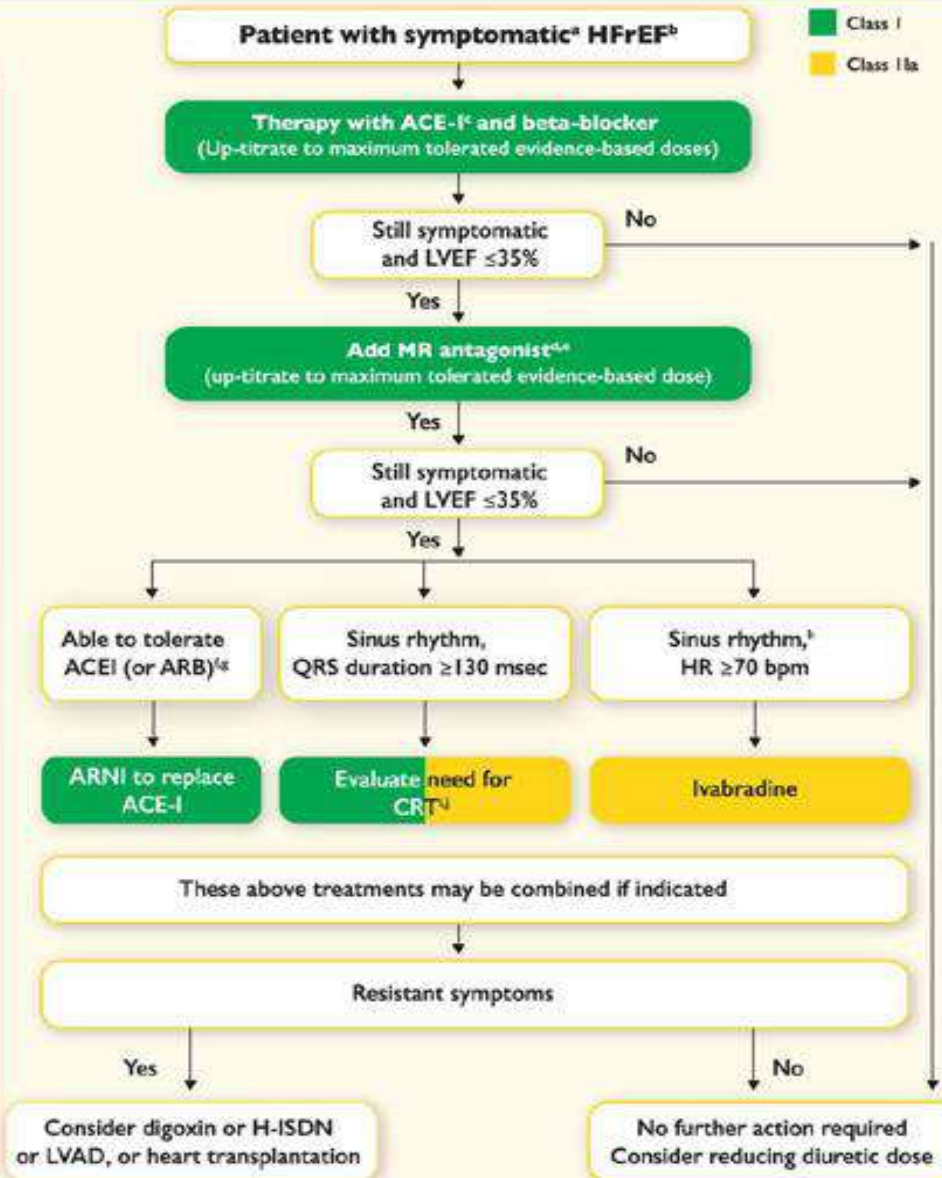 Patient with symptomaticᵃ HFrEFᵇ
Class I
Class IIa
Therapy with ACE-Iᶜ and beta-blocker
(Up-titrate to maximum tolerated evidence-based doses)
No
Still symptomatic
and LVEF ≤35%
Yes
Add MR antagonistᵈ,ᵉ
(up-titrate to maximum tolerated evidence-based dose)
Yes
No
Still symptomatic
and LVEF ≤35%
Yes
Able to tolerate
ACEI (or ARB)ᶠ,ᵍ
Sinus rhythm,
QRS duration ≥130 msec
Sinus rhythm,ʰ
HR ≥70 bpm
ARNI to replace
ACE-I
Evaluate need for
CRTⁱ,ʲ
Ivabradine
These above treatments may be combined if indicated
Resistant symptoms
Yes
No
Consider digoxin or H-ISDN
or LVAD, or heart transplantation
No further action required
Consider reducing diuretic dose